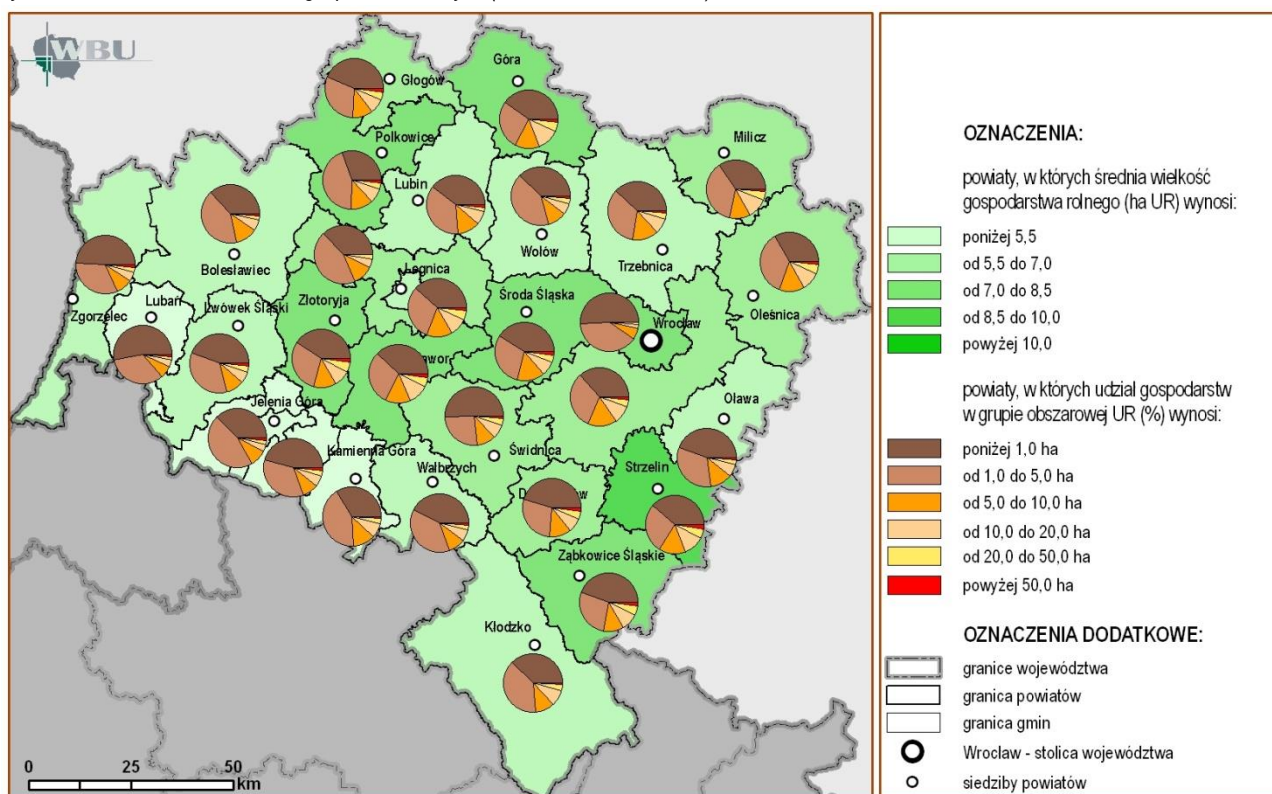 WBU
Głogów
Góra
Polkowice
Milicz
Lubin
Wołów
Trzebnica
Bolesławiec
Legnica
Zgorzelec
Lubań
Lwówek Śląski
Złotoryja
Środa Śląska
Wrocław
Oleśnica
Jelenia Góra
Oława
Kamienna Góra
Wałbrzych
Świdnica
Strzelin
Ząbkowice Śląskie
Kłodzko
0 25 50
km
OZNACZENIA:
powiaty, w których średnia wielkość
gospodarstwa rolnego (ha UR) wynosi:
poniżej 5,5
od 5,5 do 7,0
od 7,0 do 8,5
od 8,5 do 10,0
powyżej 10,0
powiaty, w których udział gospodarstw
w grupie obszarowej UR (%) wynosi:
poniżej 1,0 ha
od 1,0 do 5,0 ha
od 5,0 do 10,0 ha
od 10,0 do 20,0 ha
od 20,0 do 50,0 ha
powyżej 50,0 ha
OZNACZENIA DODATKOWE:
granice województwa
granica powiatów
granica gmin
Wrocław - stolica województwa
siedziby powiatów